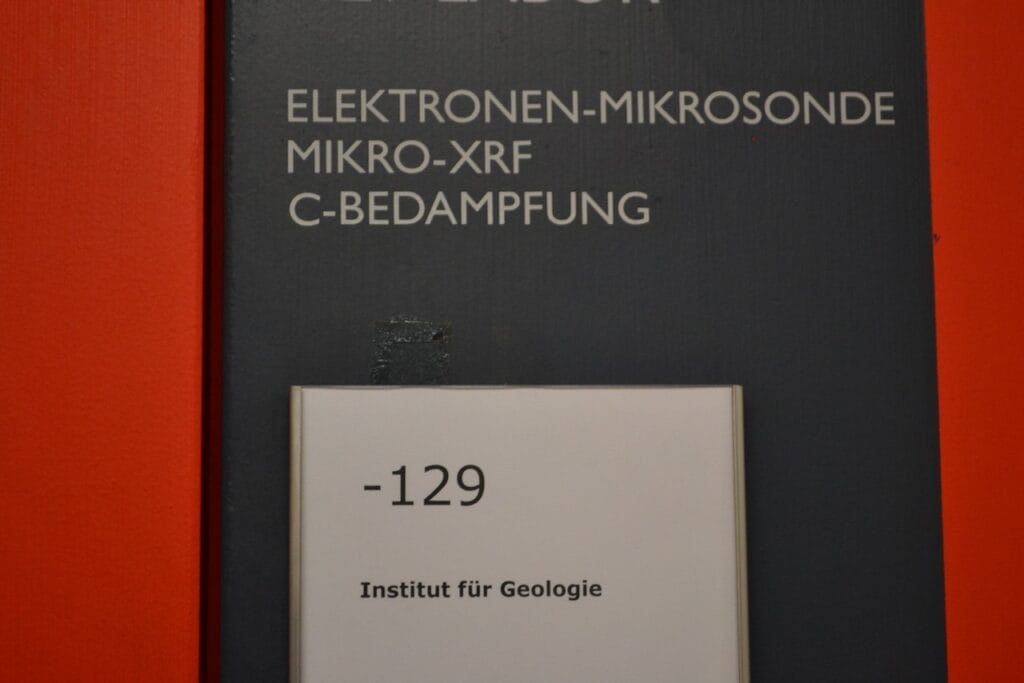 ELEKTRONEN-MIKROSONDE
MIKRO-XRF
C-BEDAMPFUNG
-129
Institut für Geologie